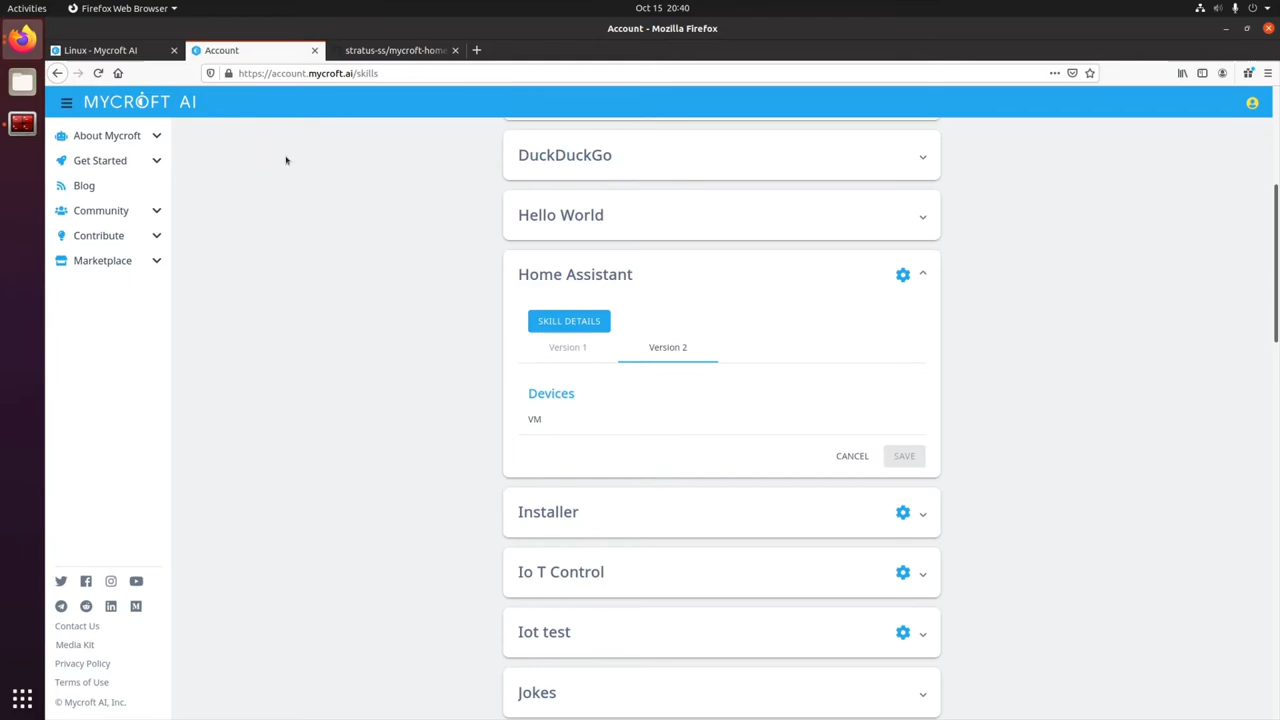 Activities
Firefox Web Browser
Oct 15 20:40
Account - Mozilla Firefox
Linux - Mycroft AI
Account
stratus-ss/mycroft-home
https://account.mycroft.ai/skills
MYCROFT AI
About Mycroft
Get Started
Blog
Community
Contribute
Marketplace
DuckDuckGo
Hello World
Home Assistant
SKILL DETAILS
Version 1
Version 2
Devices
VM
CANCEL
SAVE
Installer
Io T Control
Iot test
Jokes
Contact Us
Media Kit
Privacy Policy
Terms of Use
© Mycroft AI, Inc.